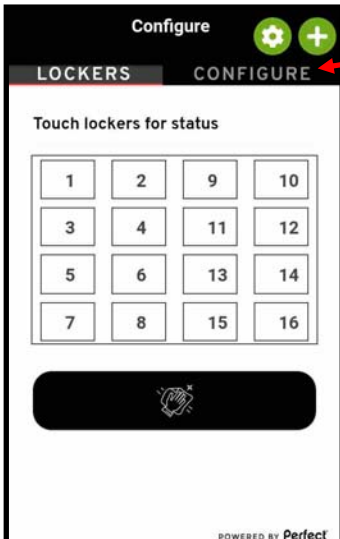 Configure
LOCKERS CONFIGURE
Touch lockers for status
1 2 9 10
3 4 11 12
5 6 13 14
7 8 15 16
POWERED BY Perfect